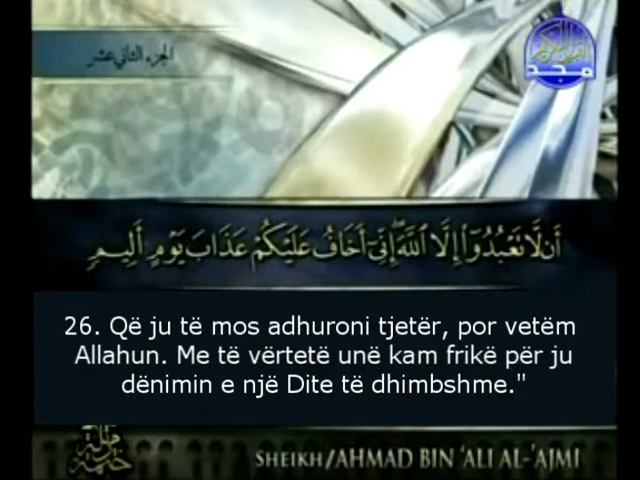 الجزء الثاني عشر
مجد
أَن لَّا تَعْبُدُوٓا۟ إِلَّا ٱللَّهَ ۖ إِنِّىٓ أَخَافُ عَلَيْكُمْ عَذَابَ يَوْمٍ أَلِيمٍ
26. Që ju të mos adhuroni tjetër, por vetëm
Allahun. Me të vërtetë unë kam frikë për ju
dënimin e një Dite të dhimbshme."
SHEIKH/AHMAD BIN 'ALI AL-'AJMI